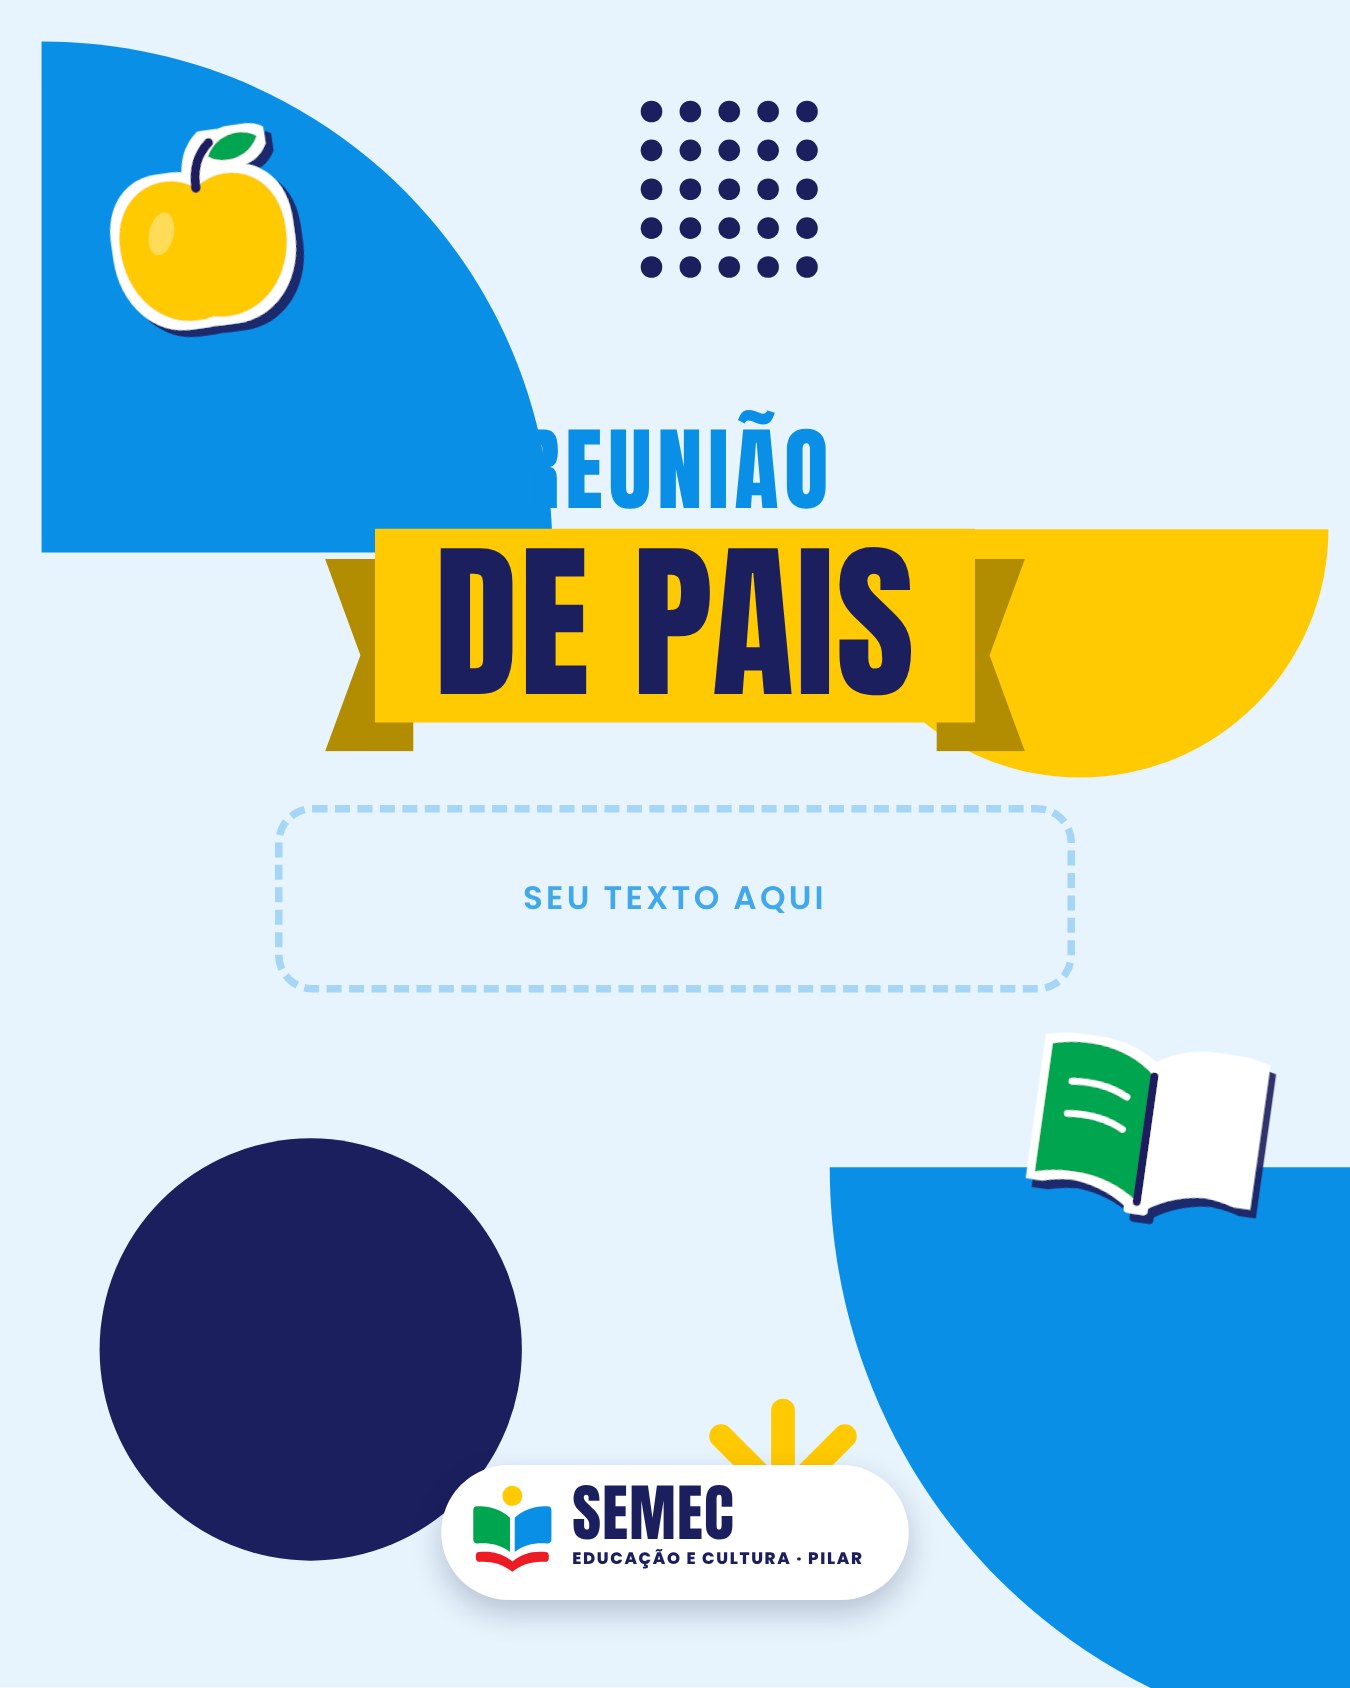 REUNIÃO
DE PAIS
SEU TEXTO AQUI
SEMEC
EDUCAÇÃO E CULTURA · PILAR